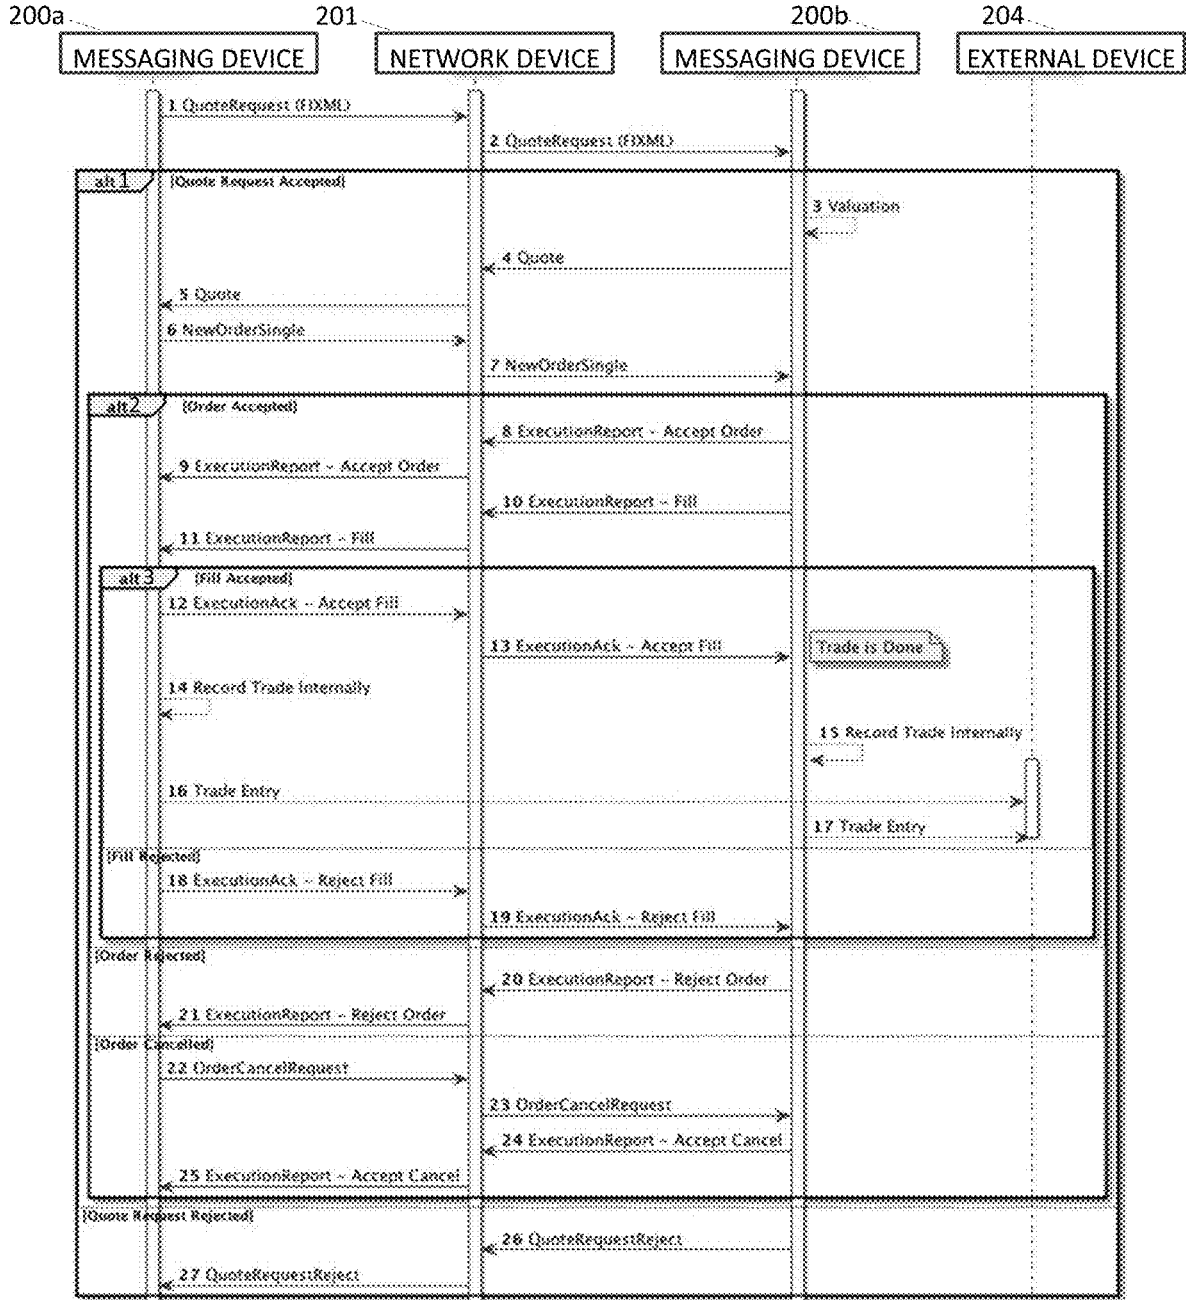 200a 201 200b 204
MESSAGING DEVICE NETWORK DEVICE MESSAGING DEVICE EXTERNAL DEVICE
1 QuoteRequest (FIXML)
2 QuoteRequest (FIXML)
alt 1 [Quote Request Accepted]
3 Valuation
4 Quote
5 Quote
6 NewOrderSingle
7 NewOrderSingle
alt 2 [Order Accepted]
8 ExecutionReport - Accept Order
9 ExecutionReport - Accept Order
10 ExecutionReport - Fill
11 ExecutionReport - Fill
alt 3 [Fill Accepted]
12 ExecutionAck - Accept Fill
13 ExecutionAck - Accept Fill Trade is Done
14 Record Trade Internally
15 Record Trade Internally
16 Trade Entry
17 Trade Entry
[Fill Rejected]
18 ExecutionAck - Reject Fill
19 ExecutionAck - Reject Fill
[Order Rejected]
20 ExecutionReport - Reject Order
21 ExecutionReport - Reject Order
[Order Cancelled]
22 OrderCancelRequest
23 OrderCancelRequest
24 ExecutionReport - Accept Cancel
25 ExecutionReport - Accept Cancel
[Quote Request Rejected]
26 QuoteRequestReject
27 QuoteRequestReject